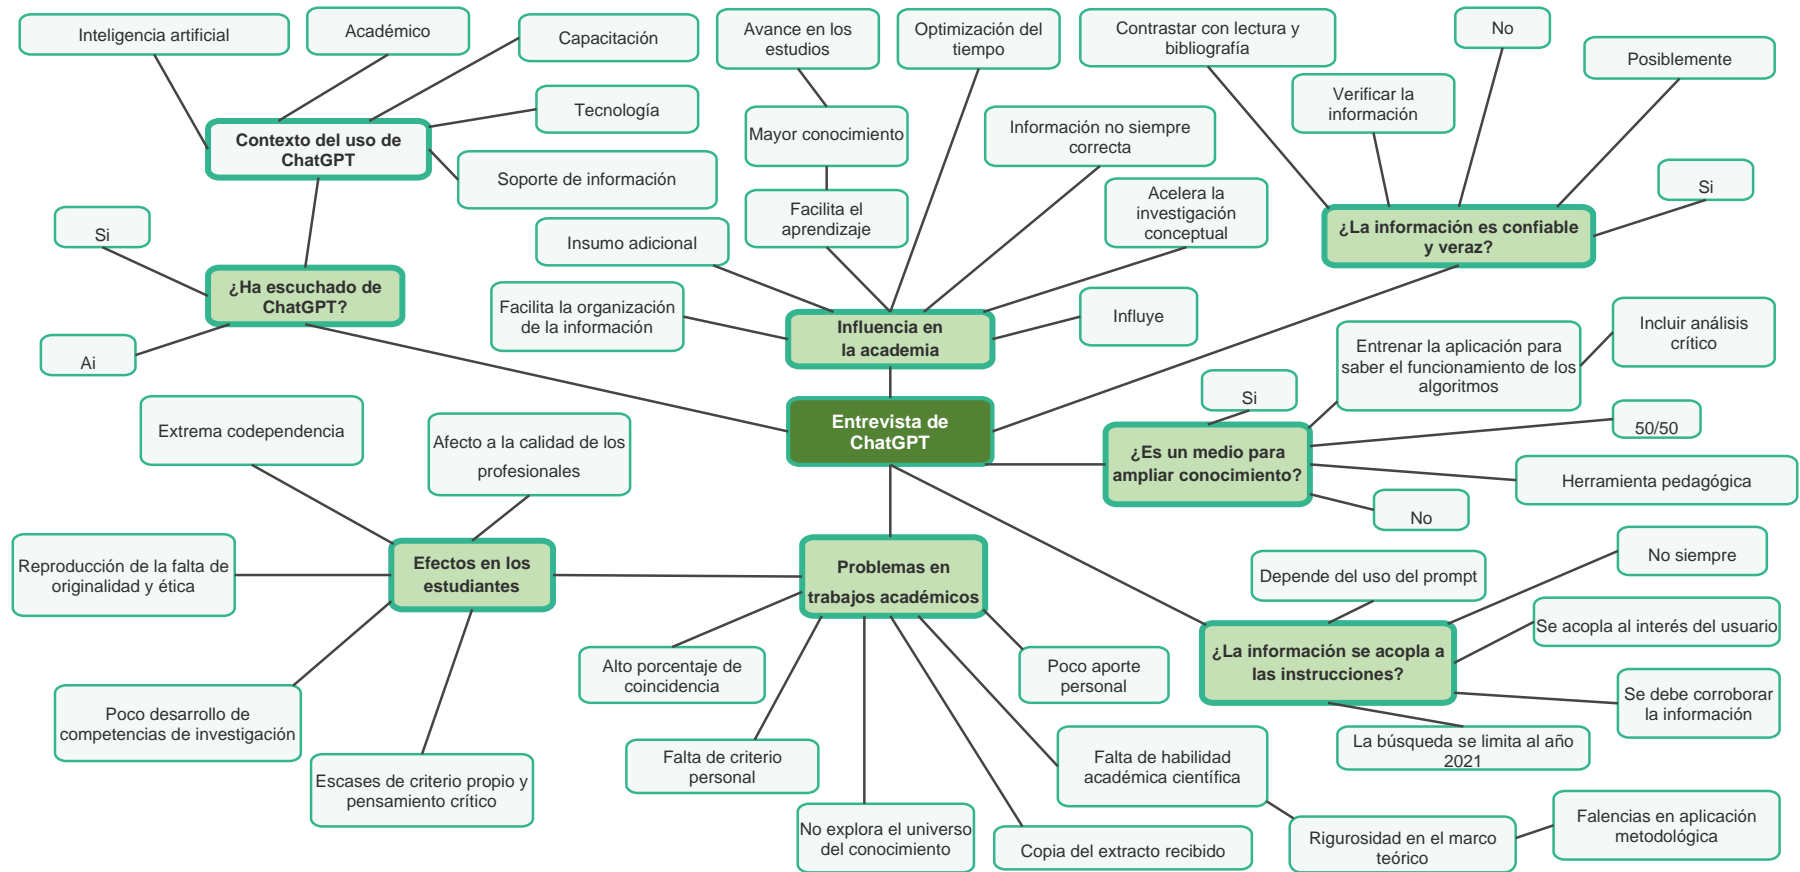 Inteligencia artificial
Académico
Capacitación
Tecnología
Soporte de información
Contexto del uso de
ChatGPT
Si
¿Ha escuchado de
ChatGPT?
Ai
Avance en los
estudios
Mayor conocimiento
Facilita el
aprendizaje
Optimización del
tiempo
Información no siempre
correcta
Acelera la
investigación
conceptual
Insumo adicional
Facilita la organización
de la información
Influye
Influencia en
la academia
Contrastar con lectura y
bibliografía
Verificar la
información
No
Posiblemente
Si
¿La información es confiable
y veraz?
Entrevista de
ChatGPT
Si
Entrenar la aplicación para
saber el funcionamiento de los
algoritmos
Incluir análisis
crítico
50/50
Herramienta pedagógica
No
¿Es un medio para
ampliar conocimiento?
Extrema codependencia
Afecto a la calidad de los
profesionales
Reproducción de la falta de
originalidad y ética
Efectos en los
estudiantes
Poco desarrollo de
competencias de investigación
Escases de criterio propio y
pensamiento crítico
Problemas en
trabajos académicos
Alto porcentaje de
coincidencia
Falta de criterio
personal
No explora el universo
del conocimiento
Copia del extracto recibido
Poco aporte
personal
Falta de habilidad
académica científica
Rigurosidad en el marco
teórico
Falencias en aplicación
metodológica
Depende del uso del prompt
No siempre
Se acopla al interés del usuario
¿La información se acopla a
las instrucciones?
Se debe corroborar
la información
La búsqueda se limita al año
2021